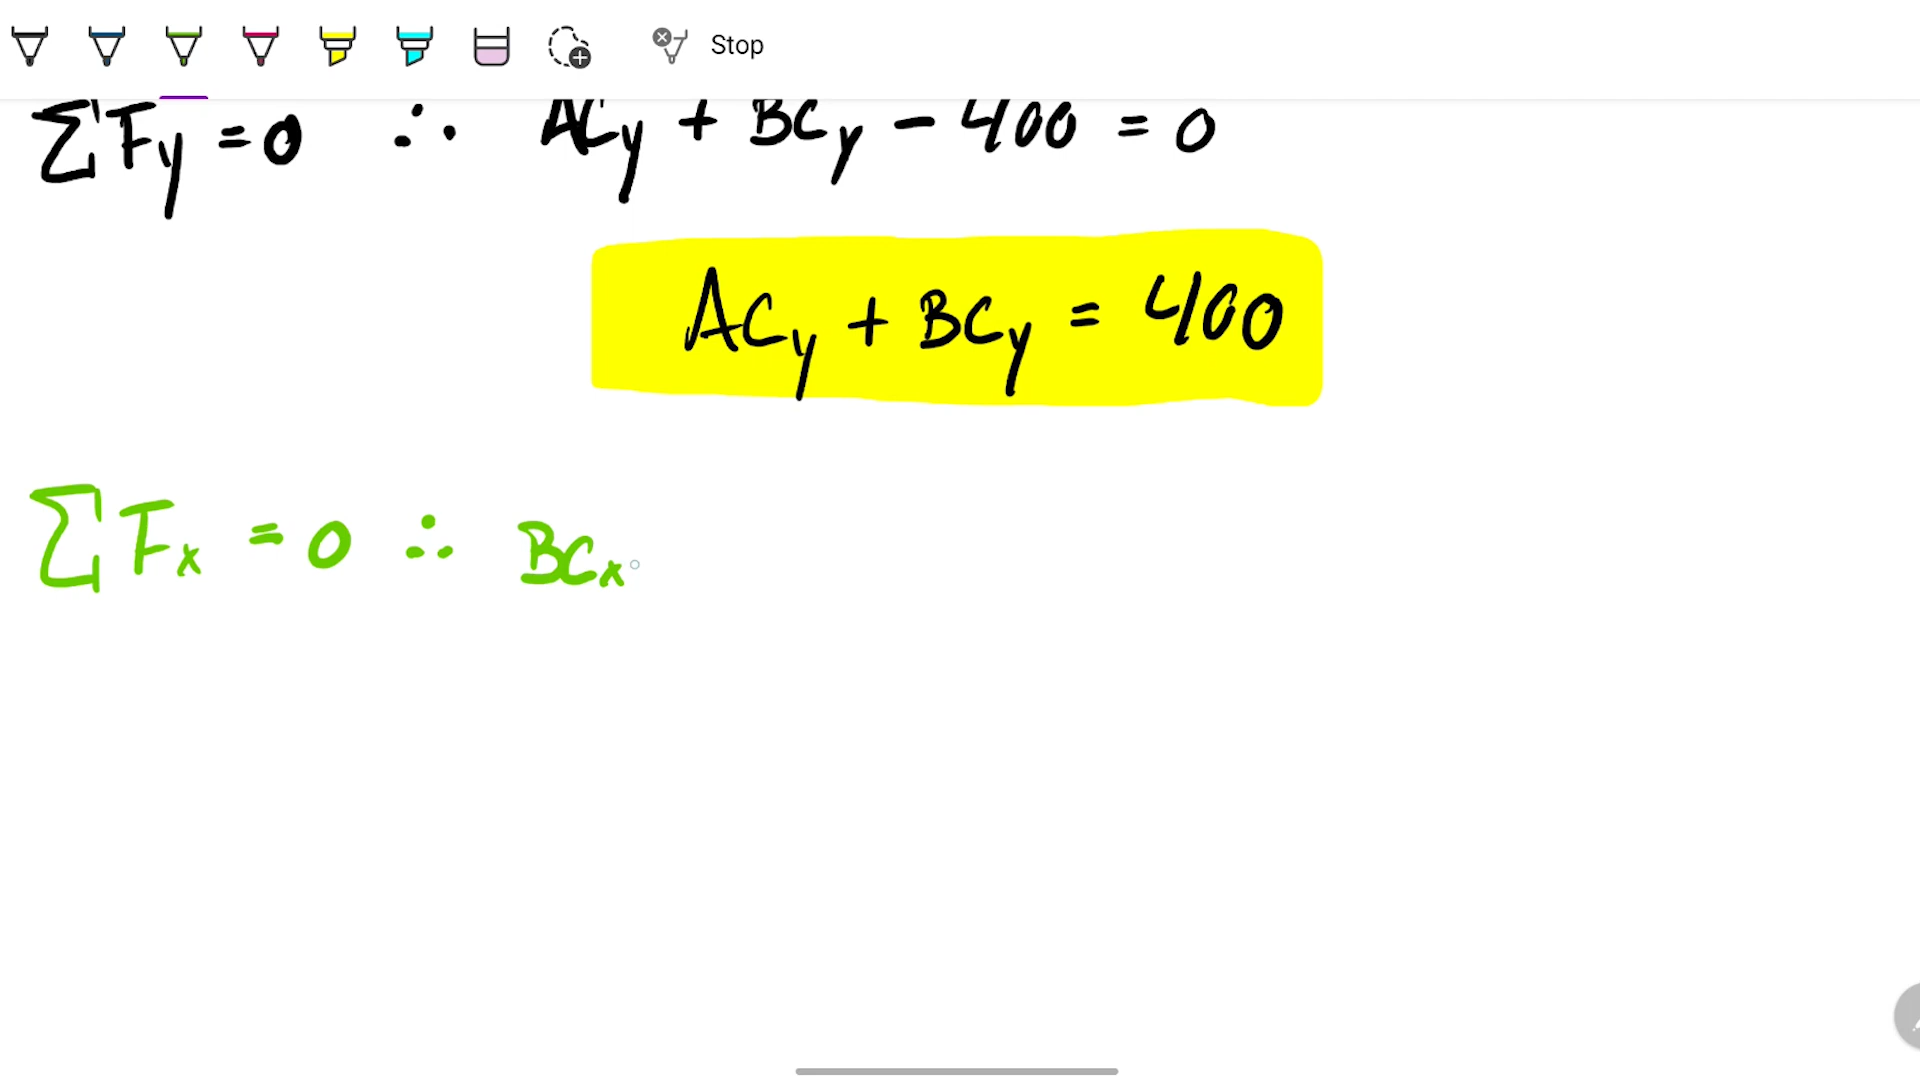 Stop
ΣFy = 0 ∴ ACy + BCy - 400 = 0
ACy + BCy = 400
ΣFx = 0 ∴ BCx